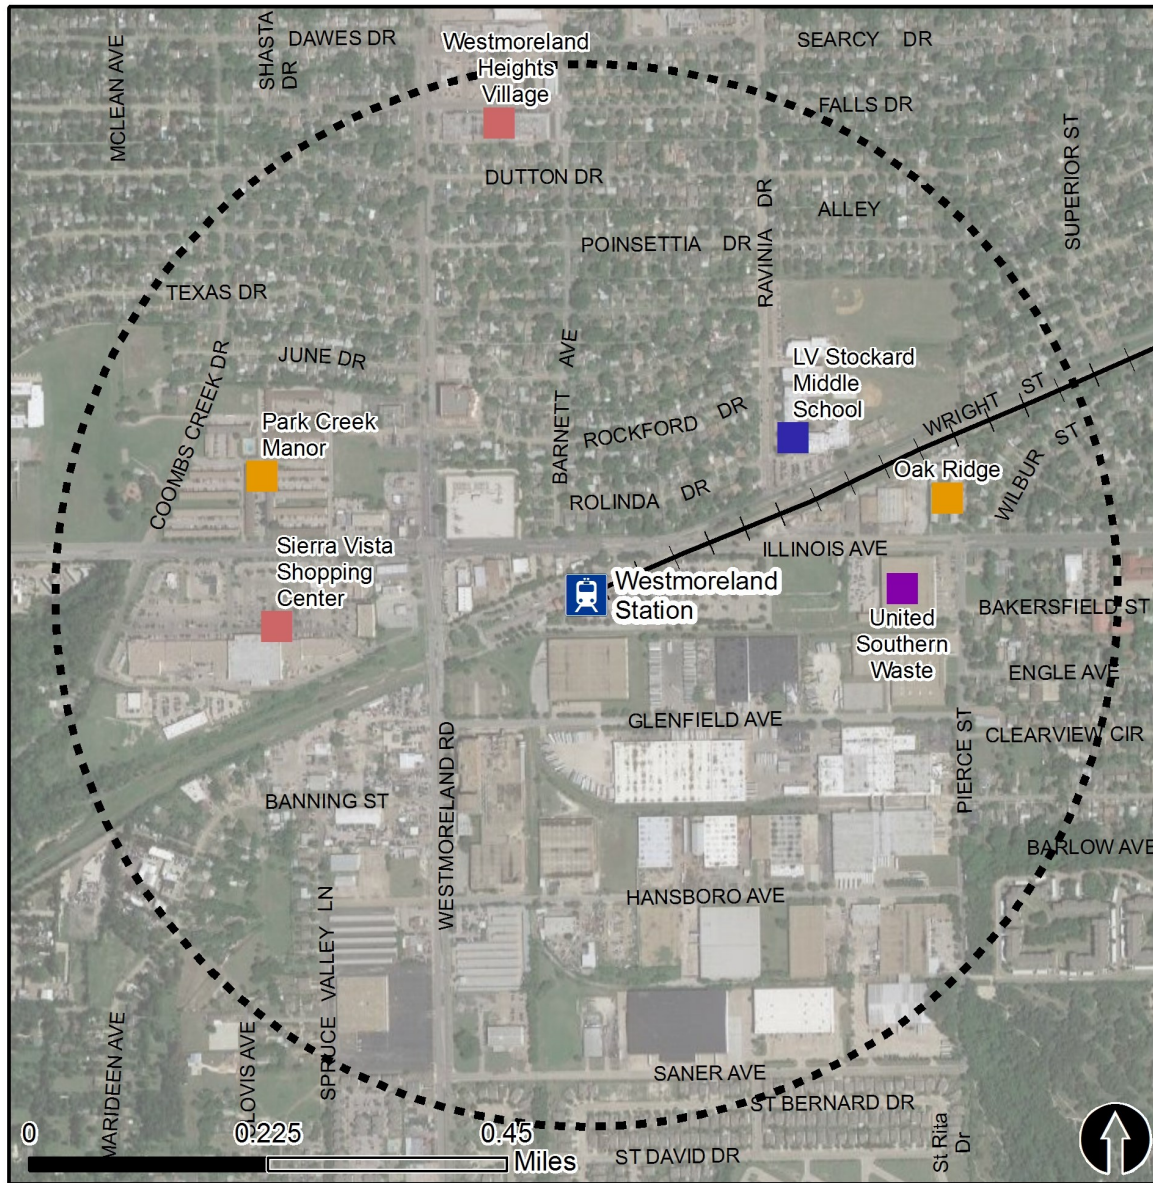 DAWES DR
SEARCY DR
MCLEAN AVE
SHASTA
DR
Westmoreland
Heights
Village
FALLS DR
SUPERIOR ST
DUTTON DR
RAVINIA DR
ALLEY
POINSETTIA DR
TEXAS DR
JUNE DR
COOMBS CREEK DR
BARNETT AVE
LV Stockard
Middle
School
WRIGHT ST
Park Creek
Manor
ROCKFORD DR
WILBUR ST
Oak Ridge
ROLINDA DR
Sierra Vista
Shopping
Center
ILLINOIS AVE
Westmoreland
Station
United
Southern
Waste
BAKERSFIELD ST
ENGLE AVE
GLENFIELD AVE
CLEARVIEW CIR
PIERCE ST
WESTMORELAND RD
BANNING ST
BARLOW AVE
HANSBORO AVE
SPRUCE VALLEY LN
MARIDEEN AVE
LOVIS AVE
SANER AVE
ST BERNARD DR
St Rita
Dr
ST DAVID DR
0 0.225 0.45
Miles